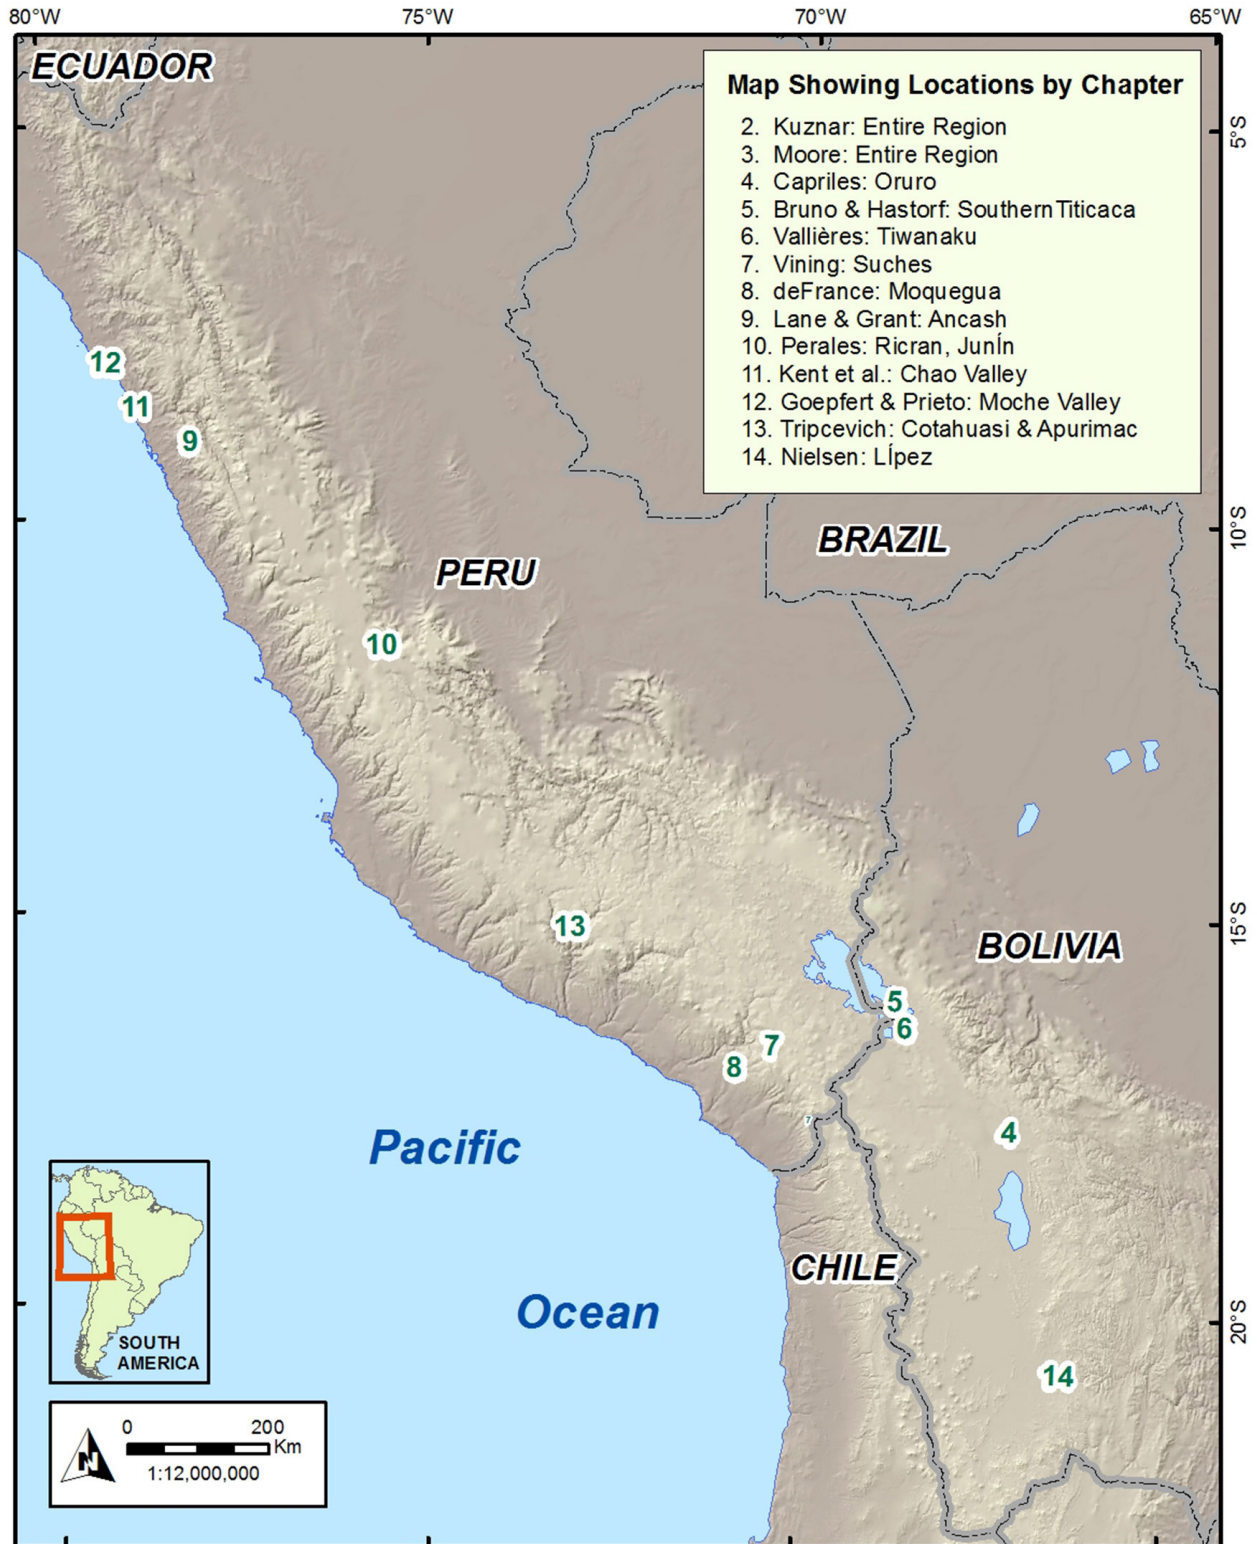 80°W 75°W 70°W 65°W
ECUADOR
Map Showing Locations by Chapter
2. Kuznar: Entire Region
3. Moore: Entire Region
4. Capriles: Oruro
5. Bruno & Hastorf: Southern Titicaca
6. Vallières: Tiwanaku
7. Vining: Suches
8. deFrance: Moquegua
9. Lane & Grant: Ancash
10. Perales: Ricran, JunÍn
11. Kent et al.: Chao Valley
12. Goepfert & Prieto: Moche Valley
13. Tripcevich: Cotahuasi & Apurimac
14. Nielsen: LÍpez
5°S
12
11
9
BRAZIL
10°S
PERU
10
13
15°S
BOLIVIA
5
6
7
8
7
4
Pacific
CHILE
Ocean
20°S
14
SOUTH
AMERICA
0 200
Km
N
1:12,000,000